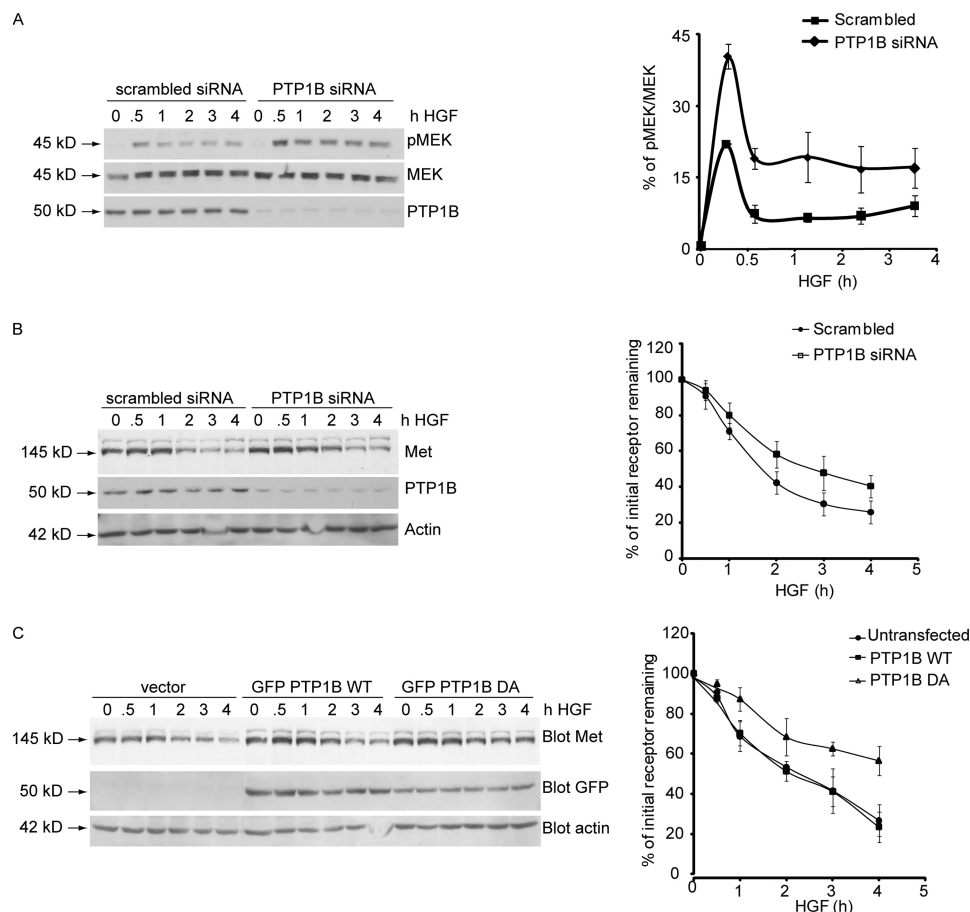 A
scrambled siRNA PTP1B siRNA
0 .5 1 2 3 4 0 .5 1 2 3 4 h HGF
45 kD pMEK
45 kD MEK
50 kD PTP1B
Scrambled
PTP1B siRNA
% of pMEK/MEK
45
30
15
0
0 0.5 1 2 3 4
HGF (h)
B
scrambled siRNA PTP1B siRNA
0 .5 1 2 3 4 0 .5 1 2 3 4 h HGF
145 kD Met
50 kD PTP1B
42 kD Actin
Scrambled
PTP1B siRNA
% of initial receptor remaining
120
100
80
60
40
20
0
0 1 2 3 4 5
HGF (h)
C
vector GFP PTP1B WT GFP PTP1B DA
0 .5 1 2 3 4 0 .5 1 2 3 4 0 .5 1 2 3 4 h HGF
145 kD Blot Met
50 kD Blot GFP
42 kD Blot actin
Untransfected
PTP1B WT
PTP1B DA
% of initial receptor remaining
120
100
80
60
40
20
0
0 1 2 3 4 5
HGF (h)